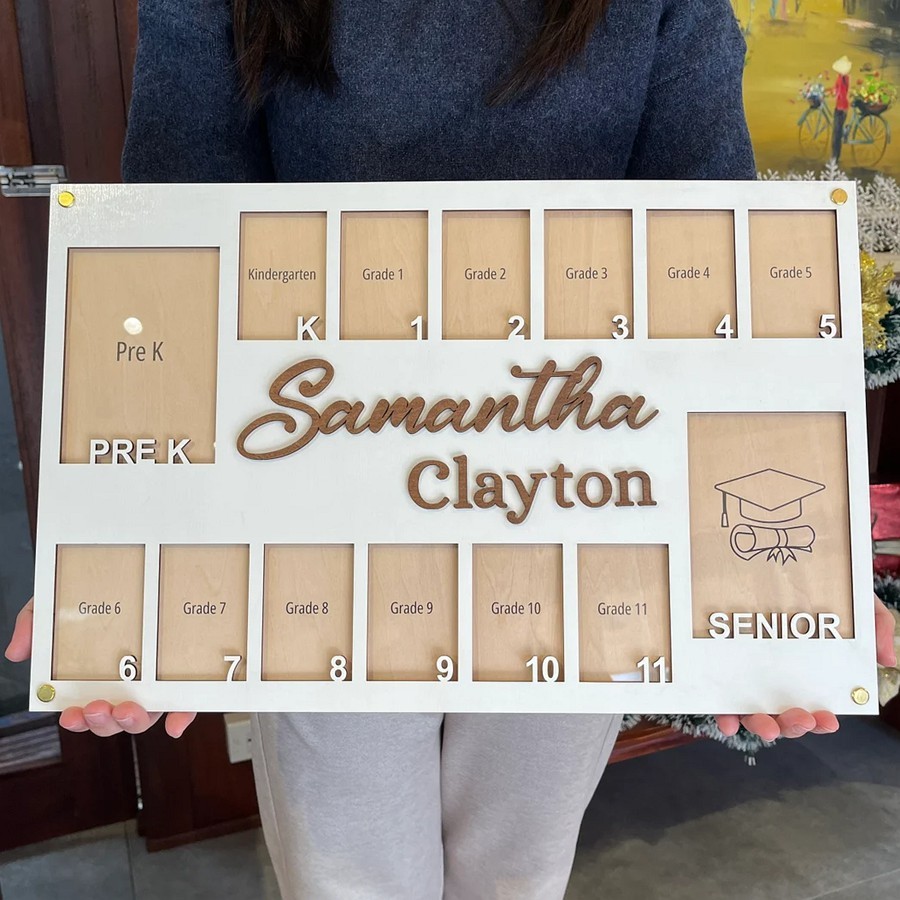 Kindergarten
K
Grade 1
1
Grade 2
2
Grade 3
3
Grade 4
4
Grade 5
5
Pre K
PRE K
Samantha
Clayton
SENIOR
Grade 6
6
Grade 7
7
Grade 8
8
Grade 9
9
Grade 10
10
Grade 11
11